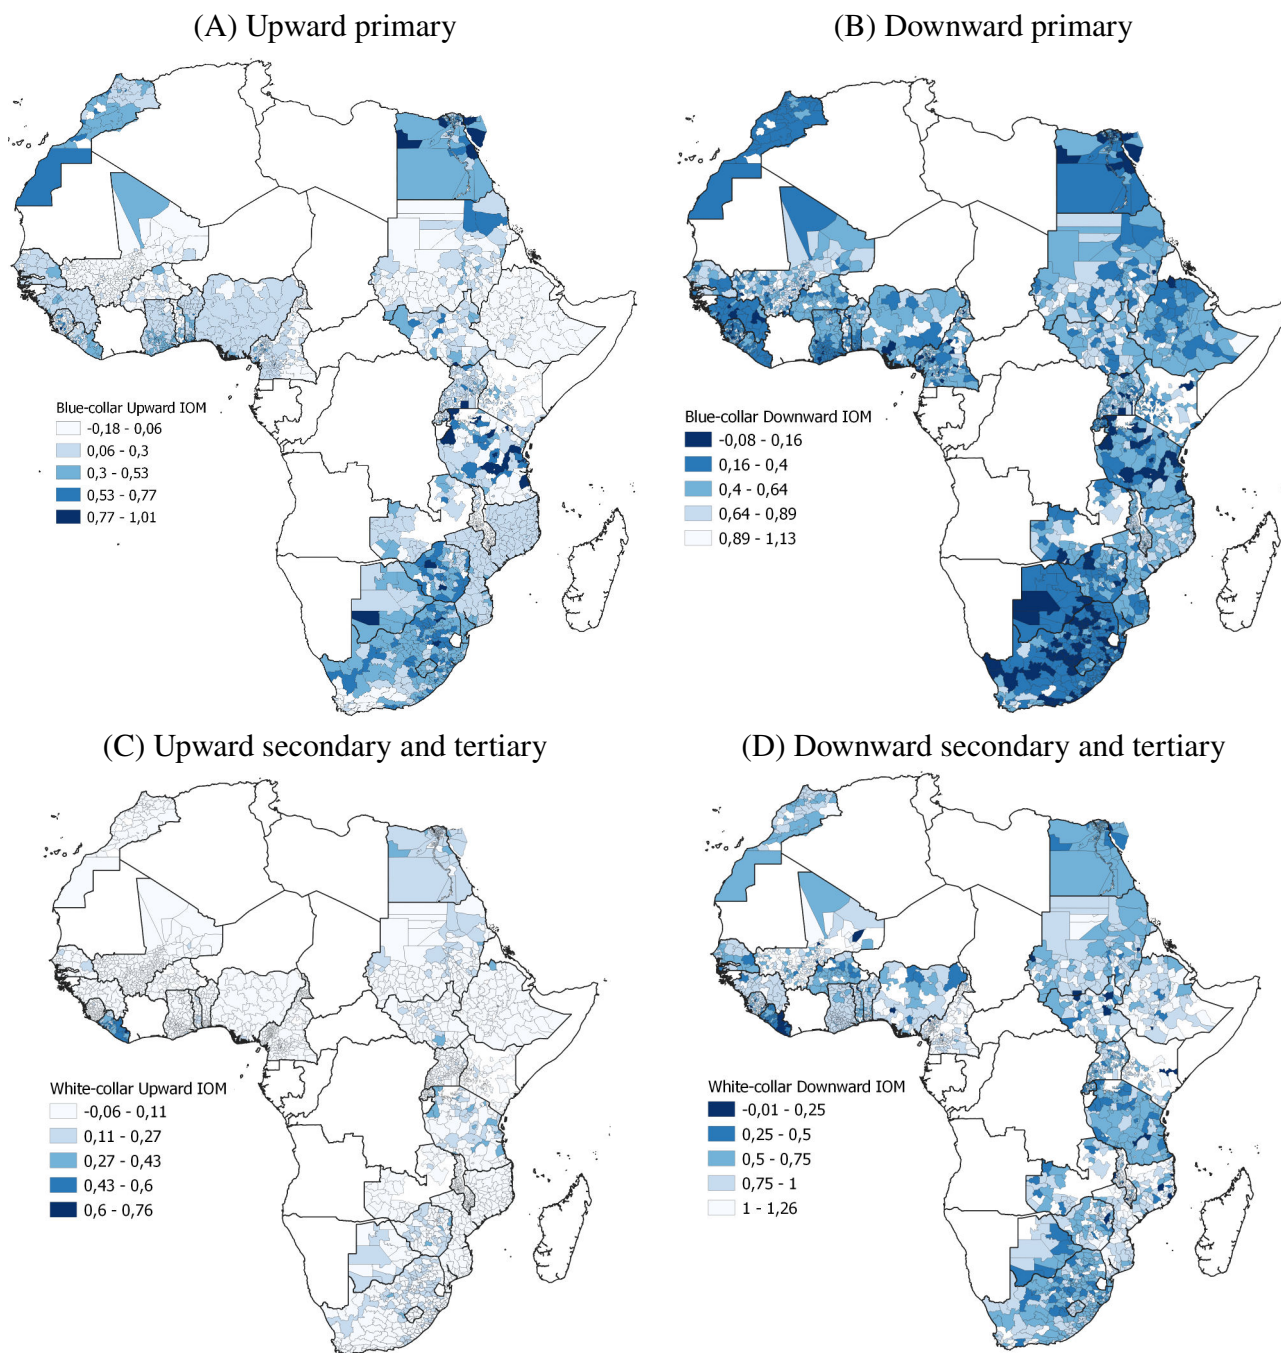 (A) Upward primary
(B) Downward primary
Blue-collar Upward IOM
-0,18 - 0,06
0,06 - 0,3
0,3 - 0,53
0,53 - 0,77
0,77 - 1,01
Blue-collar Downward IOM
-0,08 - 0,16
0,16 - 0,4
0,4 - 0,64
0,64 - 0,89
0,89 - 1,13
(C) Upward secondary and tertiary
(D) Downward secondary and tertiary
White-collar Upward IOM
-0,06 - 0,11
0,11 - 0,27
0,27 - 0,43
0,43 - 0,6
0,6 - 0,76
White-collar Downward IOM
-0,01 - 0,25
0,25 - 0,5
0,5 - 0,75
0,75 - 1
1 - 1,26